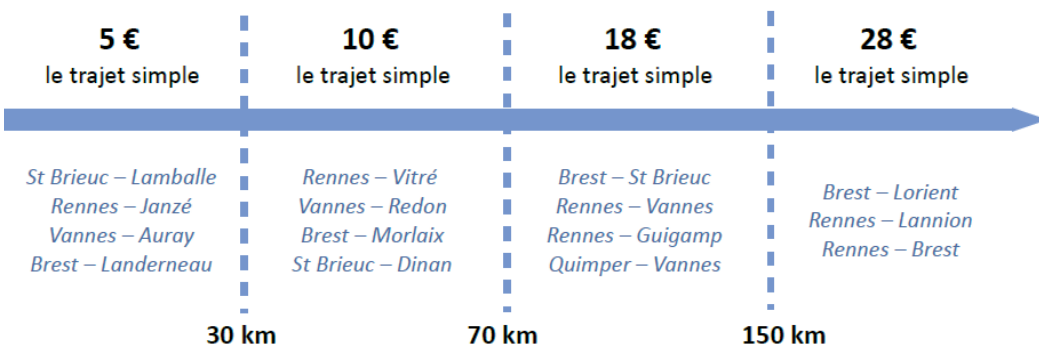 5 €
le trajet simple
10 €
le trajet simple
18 €
le trajet simple
28 €
le trajet simple
St Brieuc – Lamballe
Rennes – Janzé
Vannes – Auray
Brest – Landerneau
Rennes – Vitré
Vannes – Redon
Brest – Morlaix
St Brieuc – Dinan
Brest – St Brieuc
Rennes – Vannes
Rennes – Guigamp
Quimper – Vannes
Brest – Lorient
Rennes – Lannion
Rennes – Brest
30 km
70 km
150 km